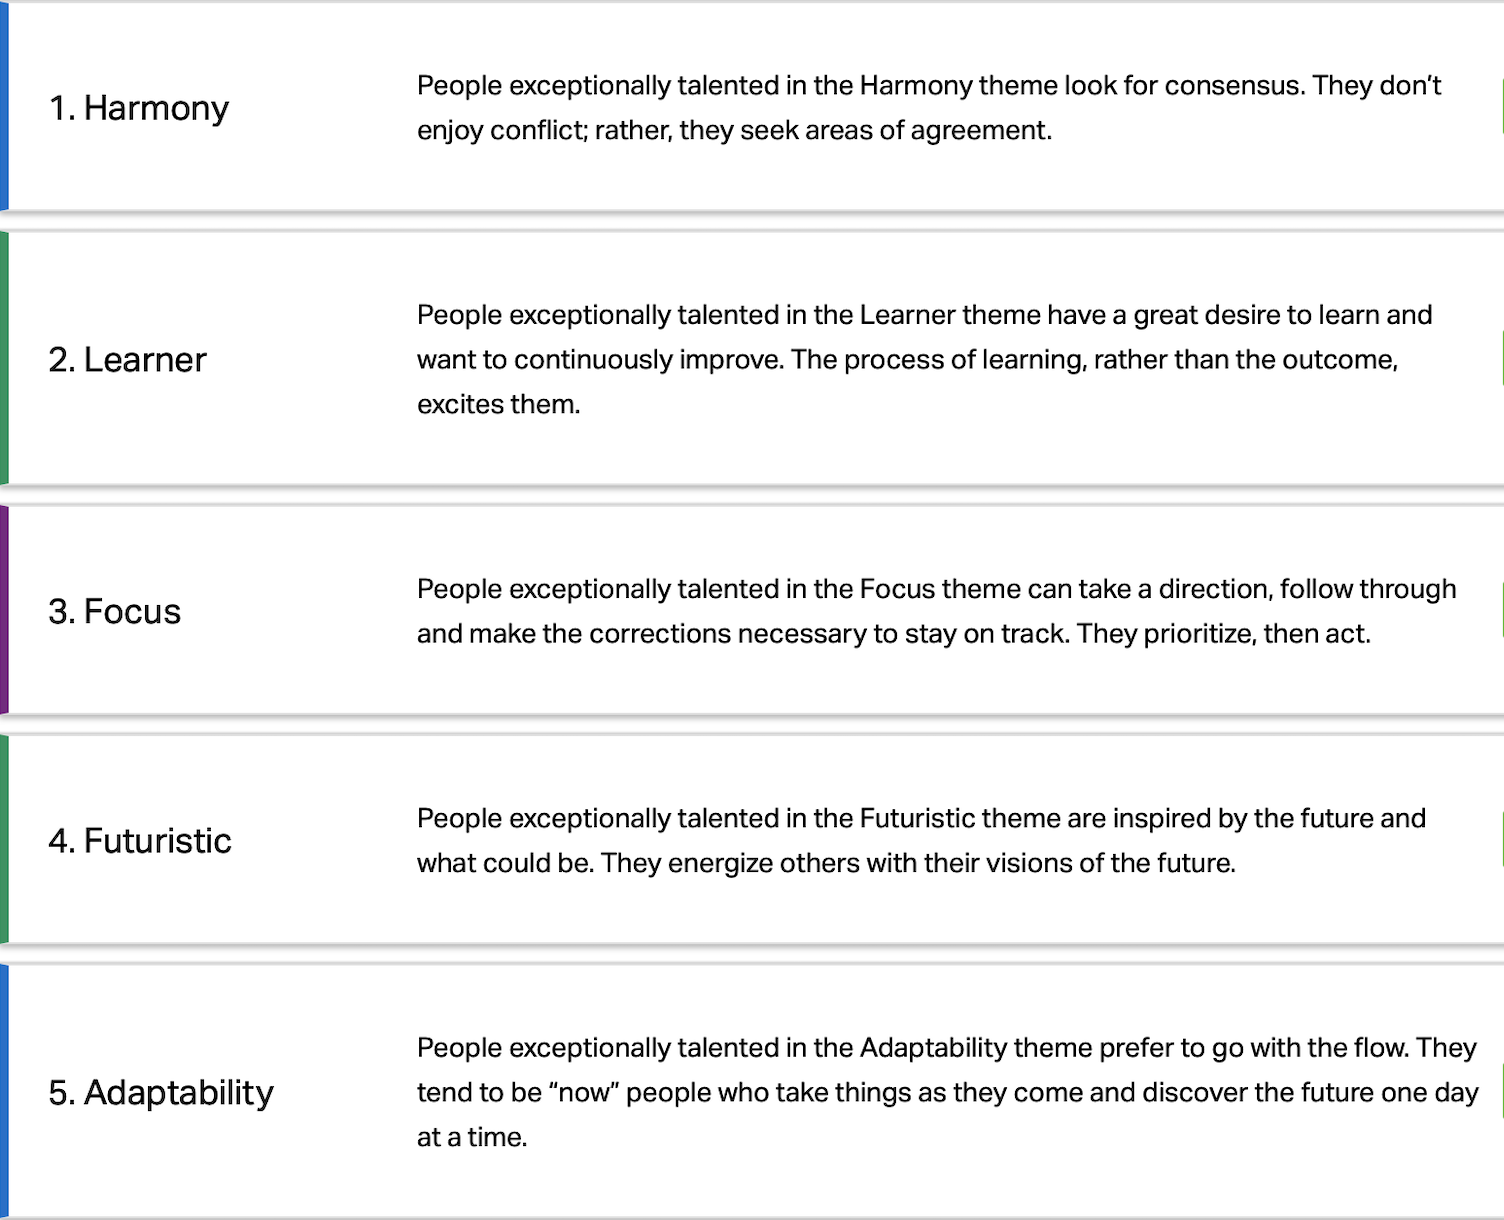 1. Harmony
People exceptionally talented in the Harmony theme look for consensus. They don’t
enjoy conflict; rather, they seek areas of agreement.
2. Learner
People exceptionally talented in the Learner theme have a great desire to learn and
want to continuously improve. The process of learning, rather than the outcome,
excites them.
3. Focus
People exceptionally talented in the Focus theme can take a direction, follow through
and make the corrections necessary to stay on track. They prioritize, then act.
4. Futuristic
People exceptionally talented in the Futuristic theme are inspired by the future and
what could be. They energize others with their visions of the future.
5. Adaptability
People exceptionally talented in the Adaptability theme prefer to go with the flow. They
tend to be “now” people who take things as they come and discover the future one day
at a time.